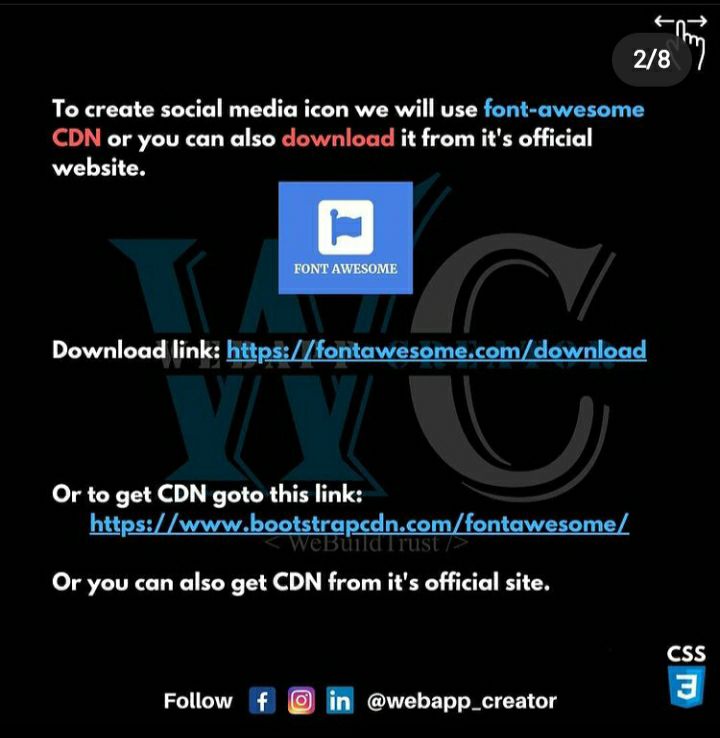 2/8
To create social media icon we will use font-awesome
CDN or you can also download it from it's official
website.
FONT AWESOME
Download link: https://fontawesome.com/download
WEBAPP CREATOR
Or to get CDN goto this link:
https://www.bootstrapcdn.com/fontawesome/
< WeBuildTrust />
Or you can also get CDN from it's official site.
CSS
3
Follow f in @webapp_creator